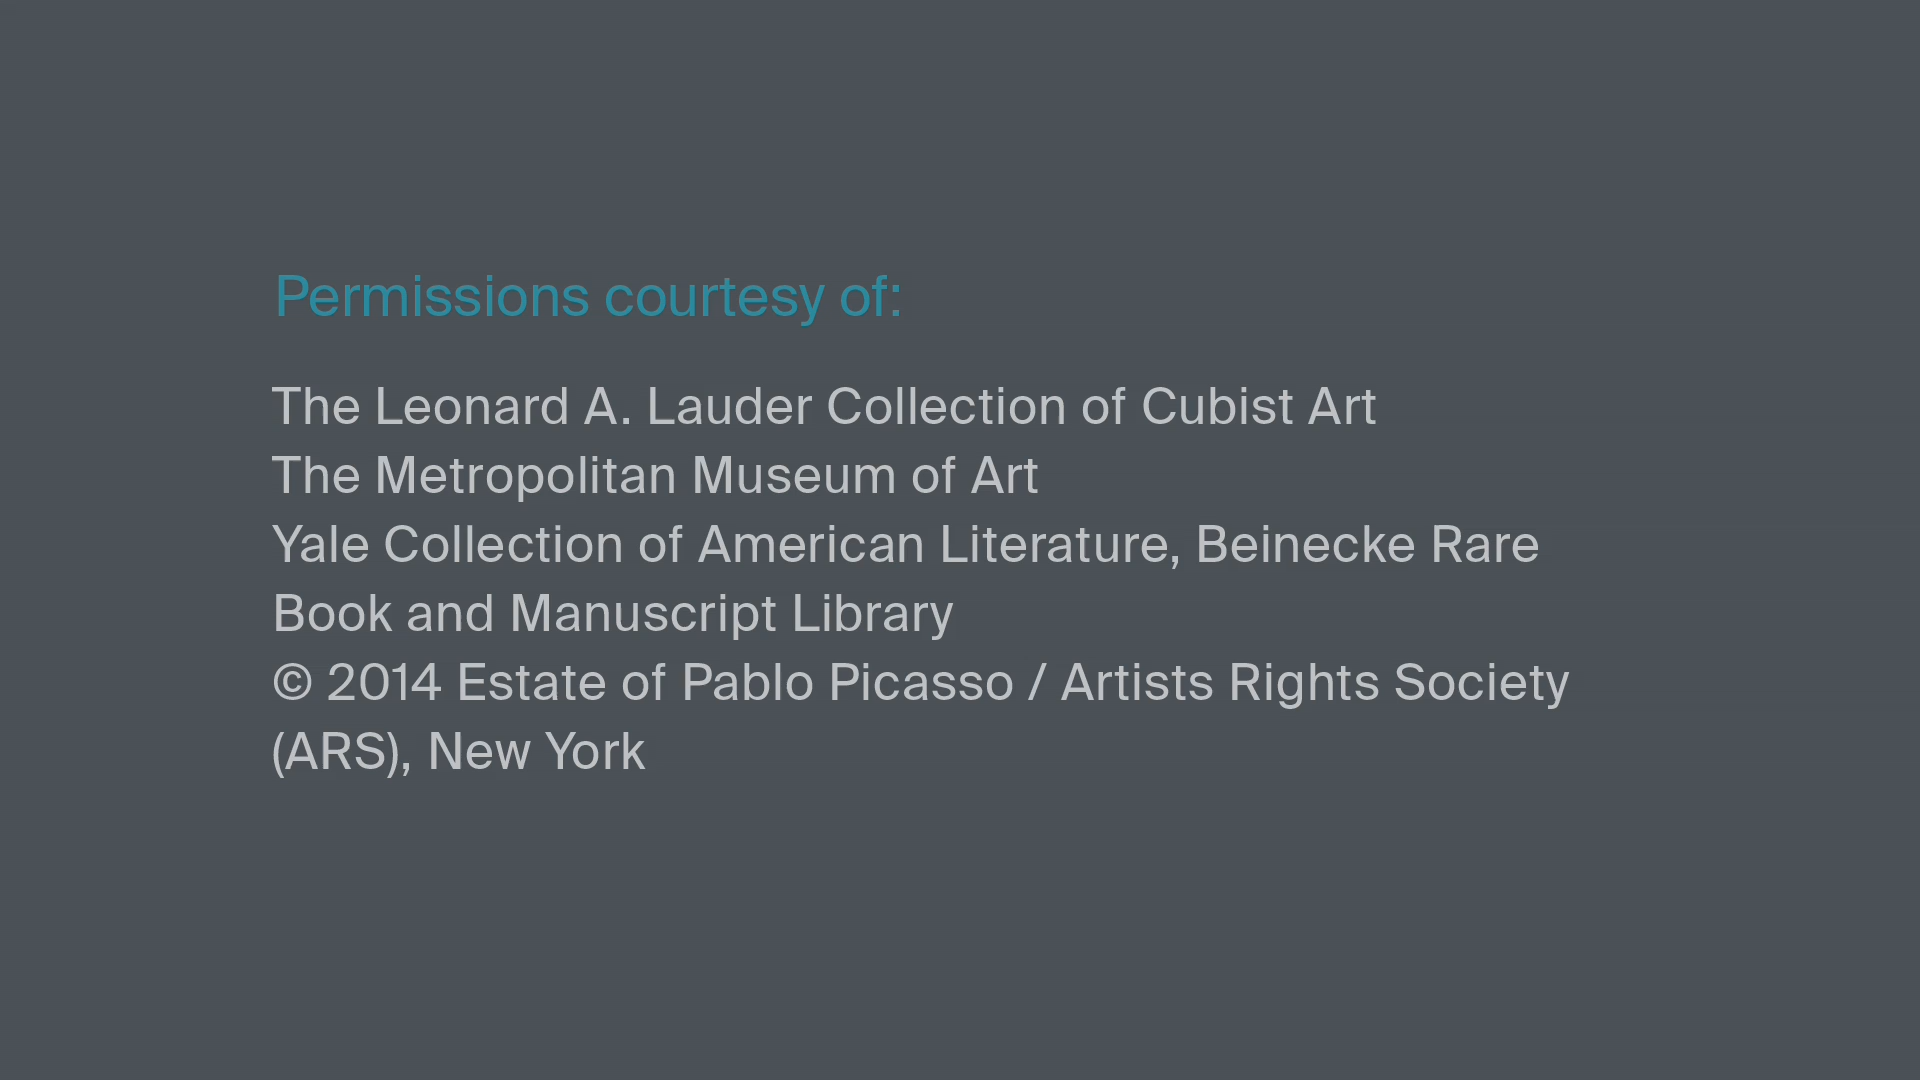 Permissions courtesy of:
The Leonard A. Lauder Collection of Cubist Art
The Metropolitan Museum of Art
Yale Collection of American Literature, Beinecke Rare
Book and Manuscript Library
© 2014 Estate of Pablo Picasso / Artists Rights Society
(ARS), New York